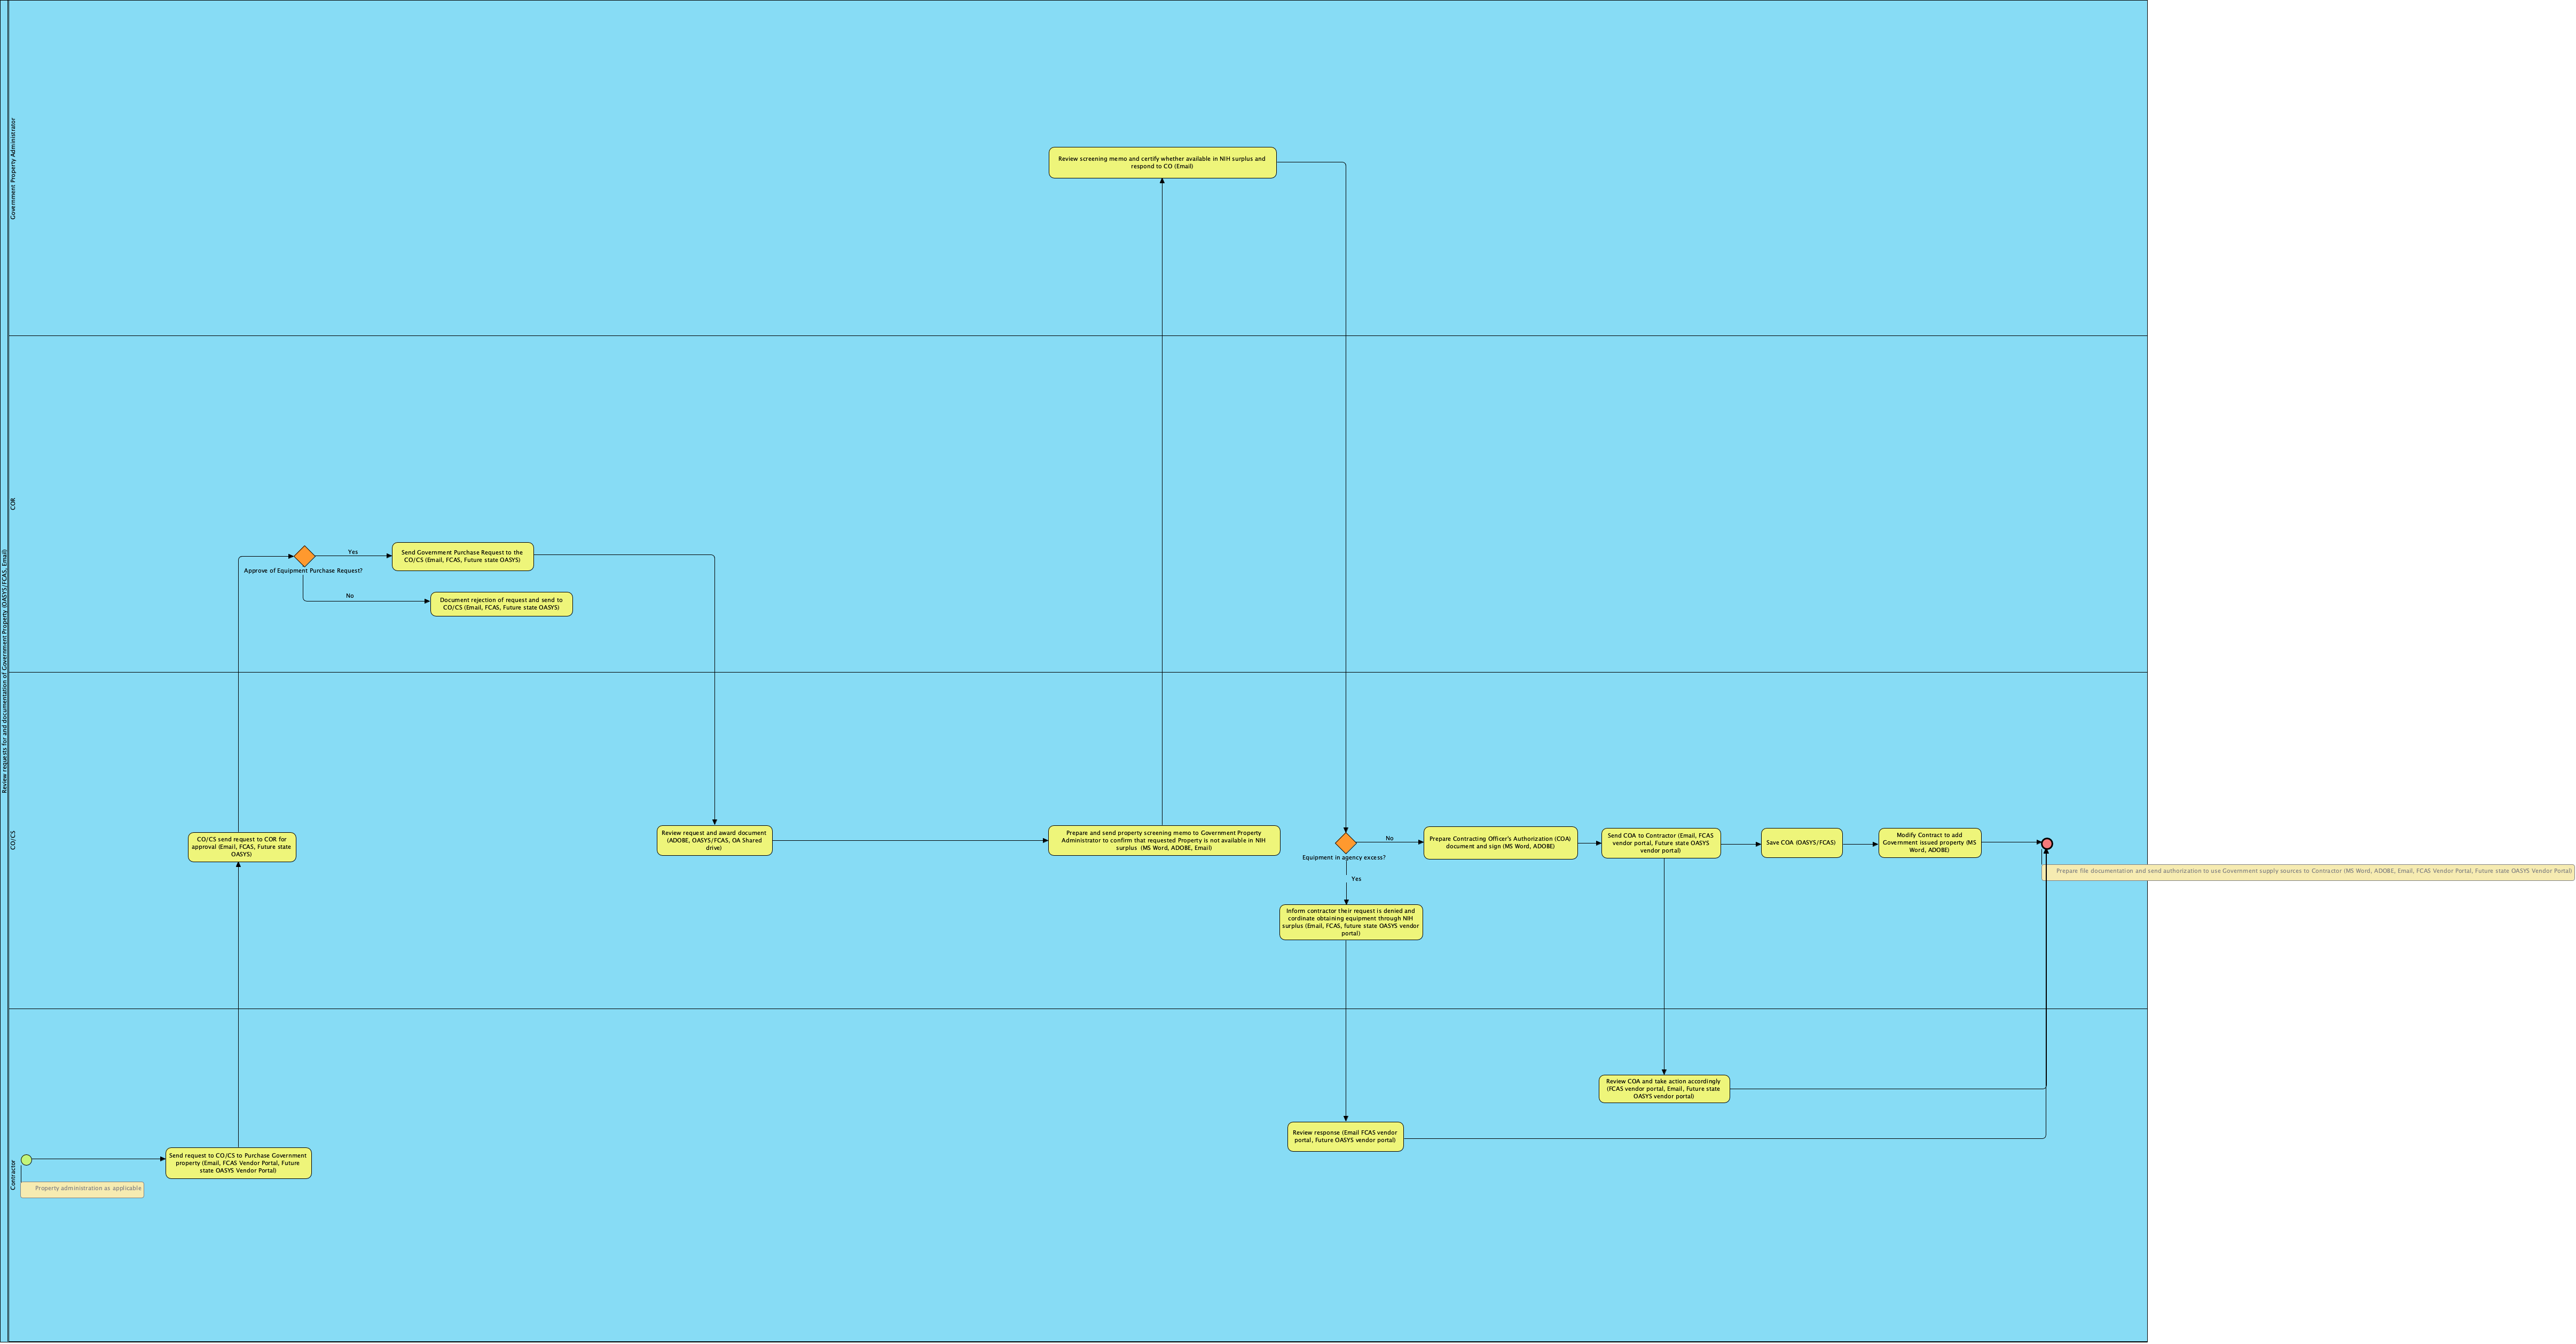 Review requests for and documentation of Government Property (OASYS/FCAS, Email)
Government Property Administrator
Review screening memo and certify whether available in NIH surplus and
respond to CO (Email)
COR
Approve of Equipment Purchase Request?
Yes
Send Government Purchase Request to the
CO/CS (Email, FCAS, Future state OASYS)
No
Document rejection of request and send to
CO/CS (Email, FCAS, Future state OASYS)
CO/CS
CO/CS send request to COR for
approval (Email, FCAS, Future state
OASYS)
Review request and award document
(ADOBE, OASYS/FCAS, OA Shared
drive)
Prepare and send property screening memo to Government Property
Administrator to confirm that requested Property is not available in NIH
surplus (MS Word, ADOBE, Email)
Equipment in agency excess?
No
Prepare Contracting Officer's Authorization (COA)
document and sign (MS Word, ADOBE)
Send COA to Contractor (Email, FCAS
vendor portal, Future state OASYS
vendor portal)
Save COA (OASYS/FCAS)
Modify Contract to add
Government issued property (MS
Word, ADOBE)
Prepare file documentation and send authorization to use Government supply sources to Contractor (MS Word, ADOBE, Email, FCAS Vendor Portal, Future state OASYS Vendor Portal)
Yes
Inform contractor their request is denied and
cordinate obtaining equipment through NIH
surplus (Email, FCAS, future state OASYS vendor
portal)
Contractor
Property administration as applicable
Send request to CO/CS to Purchase Government
property (Email, FCAS Vendor Portal, Future
state OASYS Vendor Portal)
Review response (Email FCAS vendor
portal, Future OASYS vendor portal)
Review COA and take action accordingly
(FCAS vendor portal, Email, Future state
OASYS vendor portal)